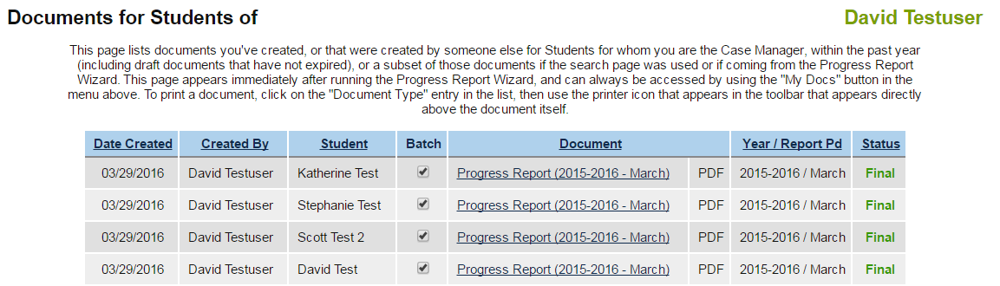 Documents for Students of David Testuser
This page lists documents you've created, or that were created by someone else for Students for whom you are the Case Manager, within the past year
(including draft documents that have not expired), or a subset of those documents if the search page was used or if coming from the Progress Report
Wizard. This page appears immediately after running the Progress Report Wizard, and can always be accessed by using the "My Docs" button in the
menu above. To print a document, click on the "Document Type" entry in the list, then use the printer icon that appears in the toolbar that appears directly
above the document itself.
Date Created Created By Student Batch Document Year / Report Pd Status
03/29/2016 David Testuser Katherine Test Progress Report (2015-2016 - March) PDF 2015-2016 / March Final
03/29/2016 David Testuser Stephanie Test Progress Report (2015-2016 - March) PDF 2015-2016 / March Final
03/29/2016 David Testuser Scott Test 2 Progress Report (2015-2016 - March) PDF 2015-2016 / March Final
03/29/2016 David Testuser David Test Progress Report (2015-2016 - March) PDF 2015-2016 / March Final